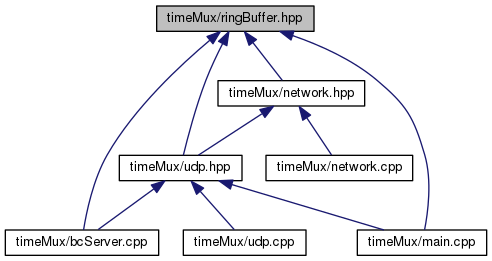 timeMux/ringBuffer.hpp
timeMux/network.hpp
timeMux/udp.hpp
timeMux/network.cpp
timeMux/bcServer.cpp
timeMux/udp.cpp
timeMux/main.cpp